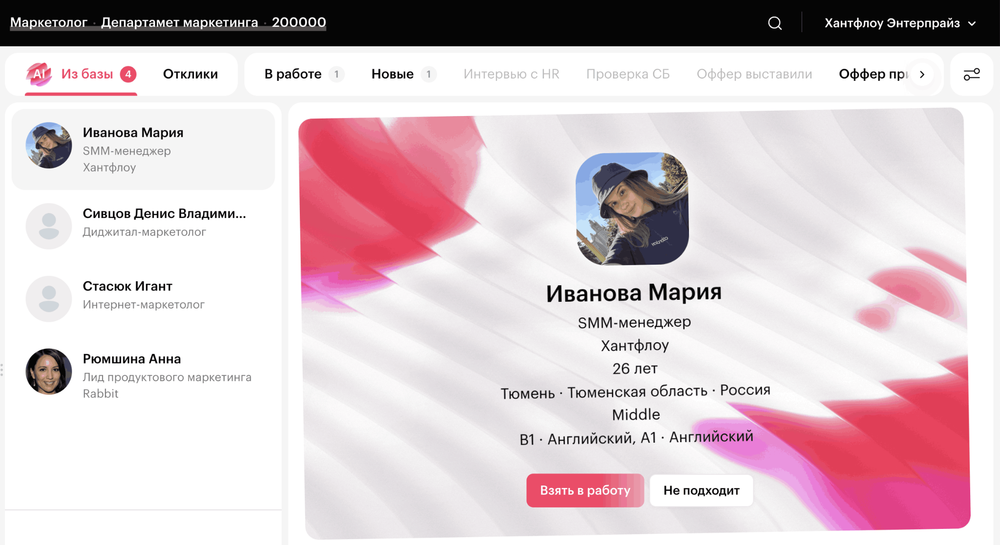 Маркетолог · Департамет маркетинга · 200000
Хантфлоу Энтерпрайз
AI Из базы 4
Отклики
В работе 1
Новые 1
Интервью с HR
Проверка СБ
Оффер выставили
Оффер при
Иванова Мария
SMM-менеджер
Хантфлоу
Сивцов Денис Владими...
Диджитал-маркетолог
Стасюк Игант
Интернет-маркетолог
Рюмшина Анна
Лид продуктового маркетинга
Rabbit
Иванова Мария
SMM-менеджер
Хантфлоу
26 лет
Тюмень · Тюменская область · Россия
Middle
B1 · Английский, A1 · Английский
Взять в работу
Не подходит